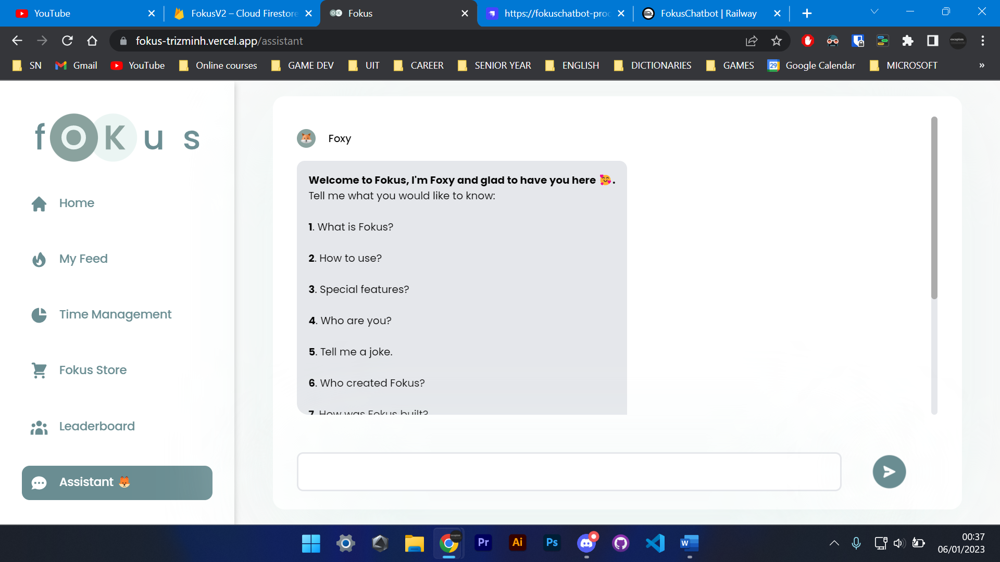 YouTube
FokusV2 – Cloud Firestore
Fokus
https://fokuschatbot-proc
FokusChatbot | Railway
fokus-trizminh.vercel.app/assistant
SN
Gmail
YouTube
Online courses
GAME DEV
UIT
CAREER
SENIOR YEAR
ENGLISH
DICTIONARIES
GAMES
29
Google Calendar
MICROSOFT
»
fOKus
Home
My Feed
Time Management
Fokus Store
Leaderboard
Assistant 🦊
Foxy
Welcome to Fokus, I'm Foxy and glad to have you here 🥰.
Tell me what you would like to know:
1. What is Fokus?
2. How to use?
3. Special features?
4. Who are you?
5. Tell me a joke.
6. Who created Fokus?
7. How was Fokus built?
Pr
Ai
Ps
W
00:37
06/01/2023